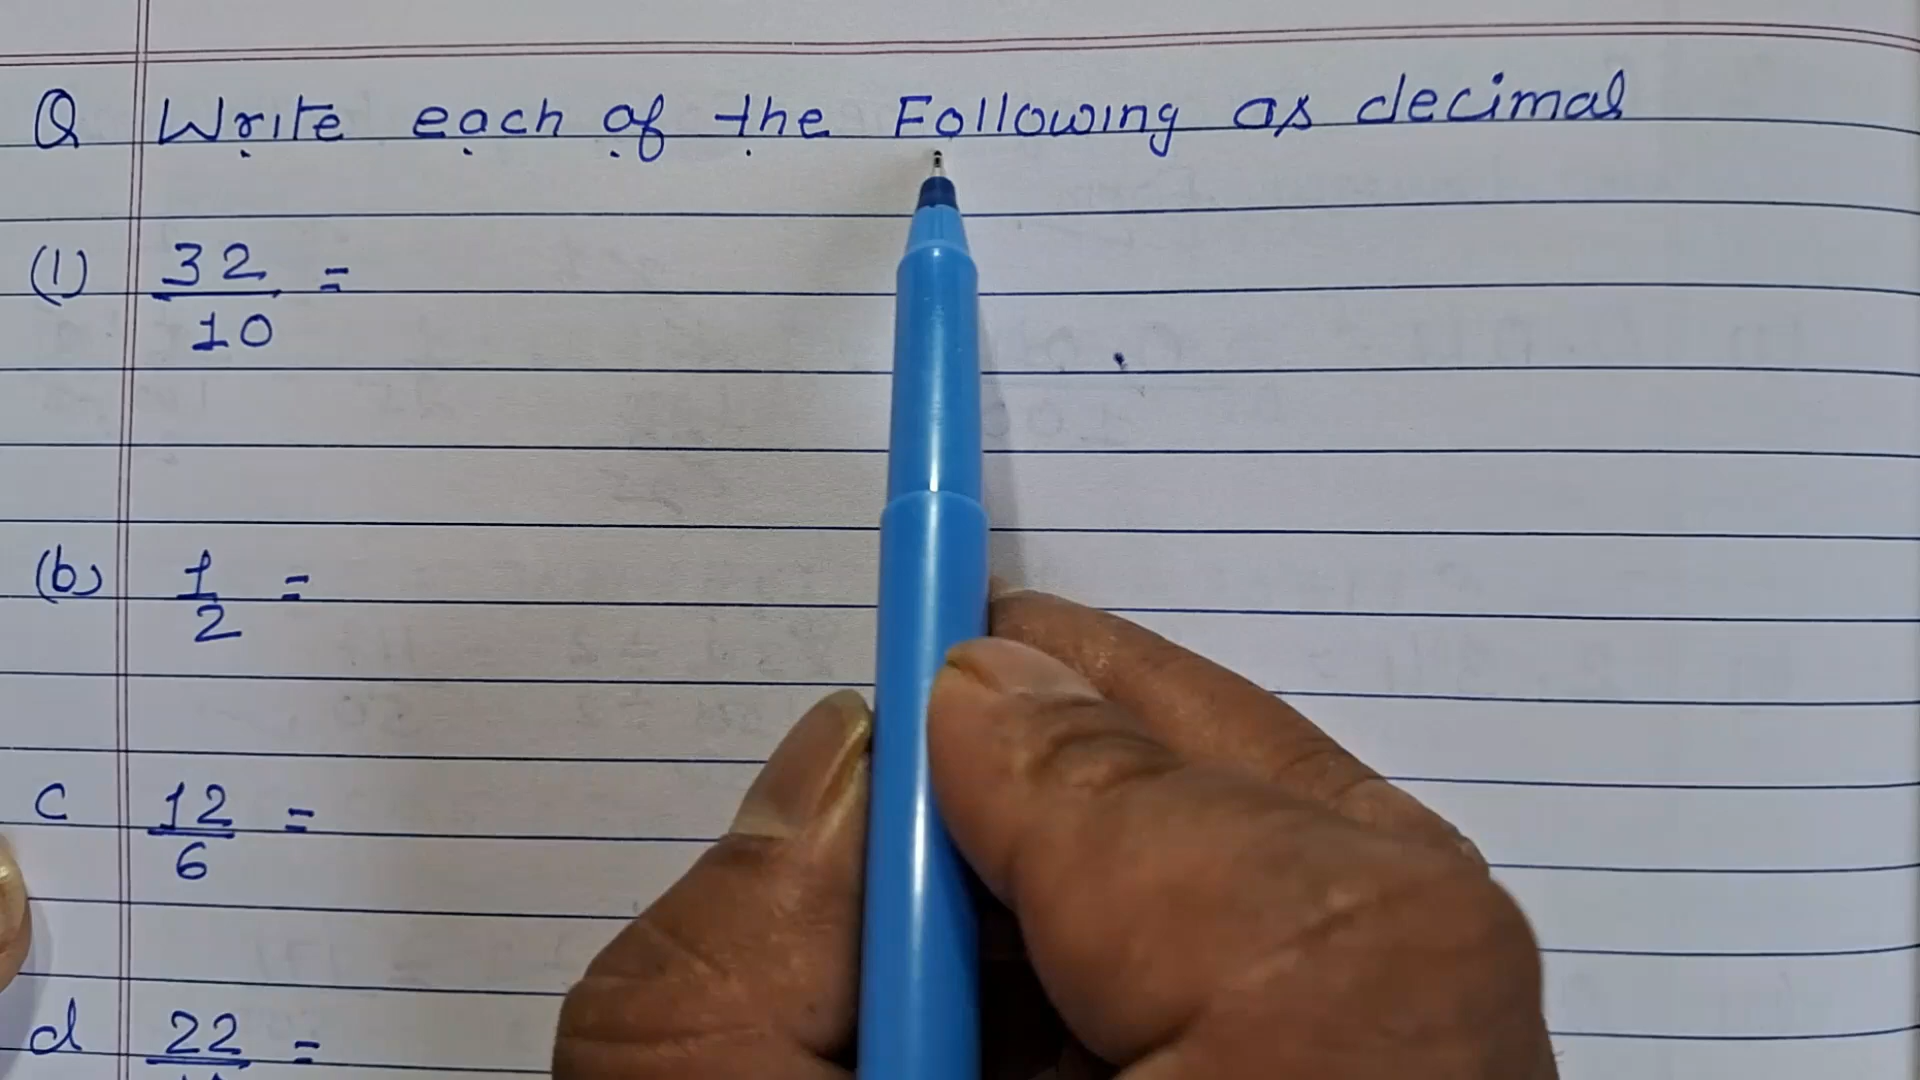 Q Write each of the Following as decimal
(1) 32/10 =
(b) 1/2 =
c 12/6 =
d 22 =